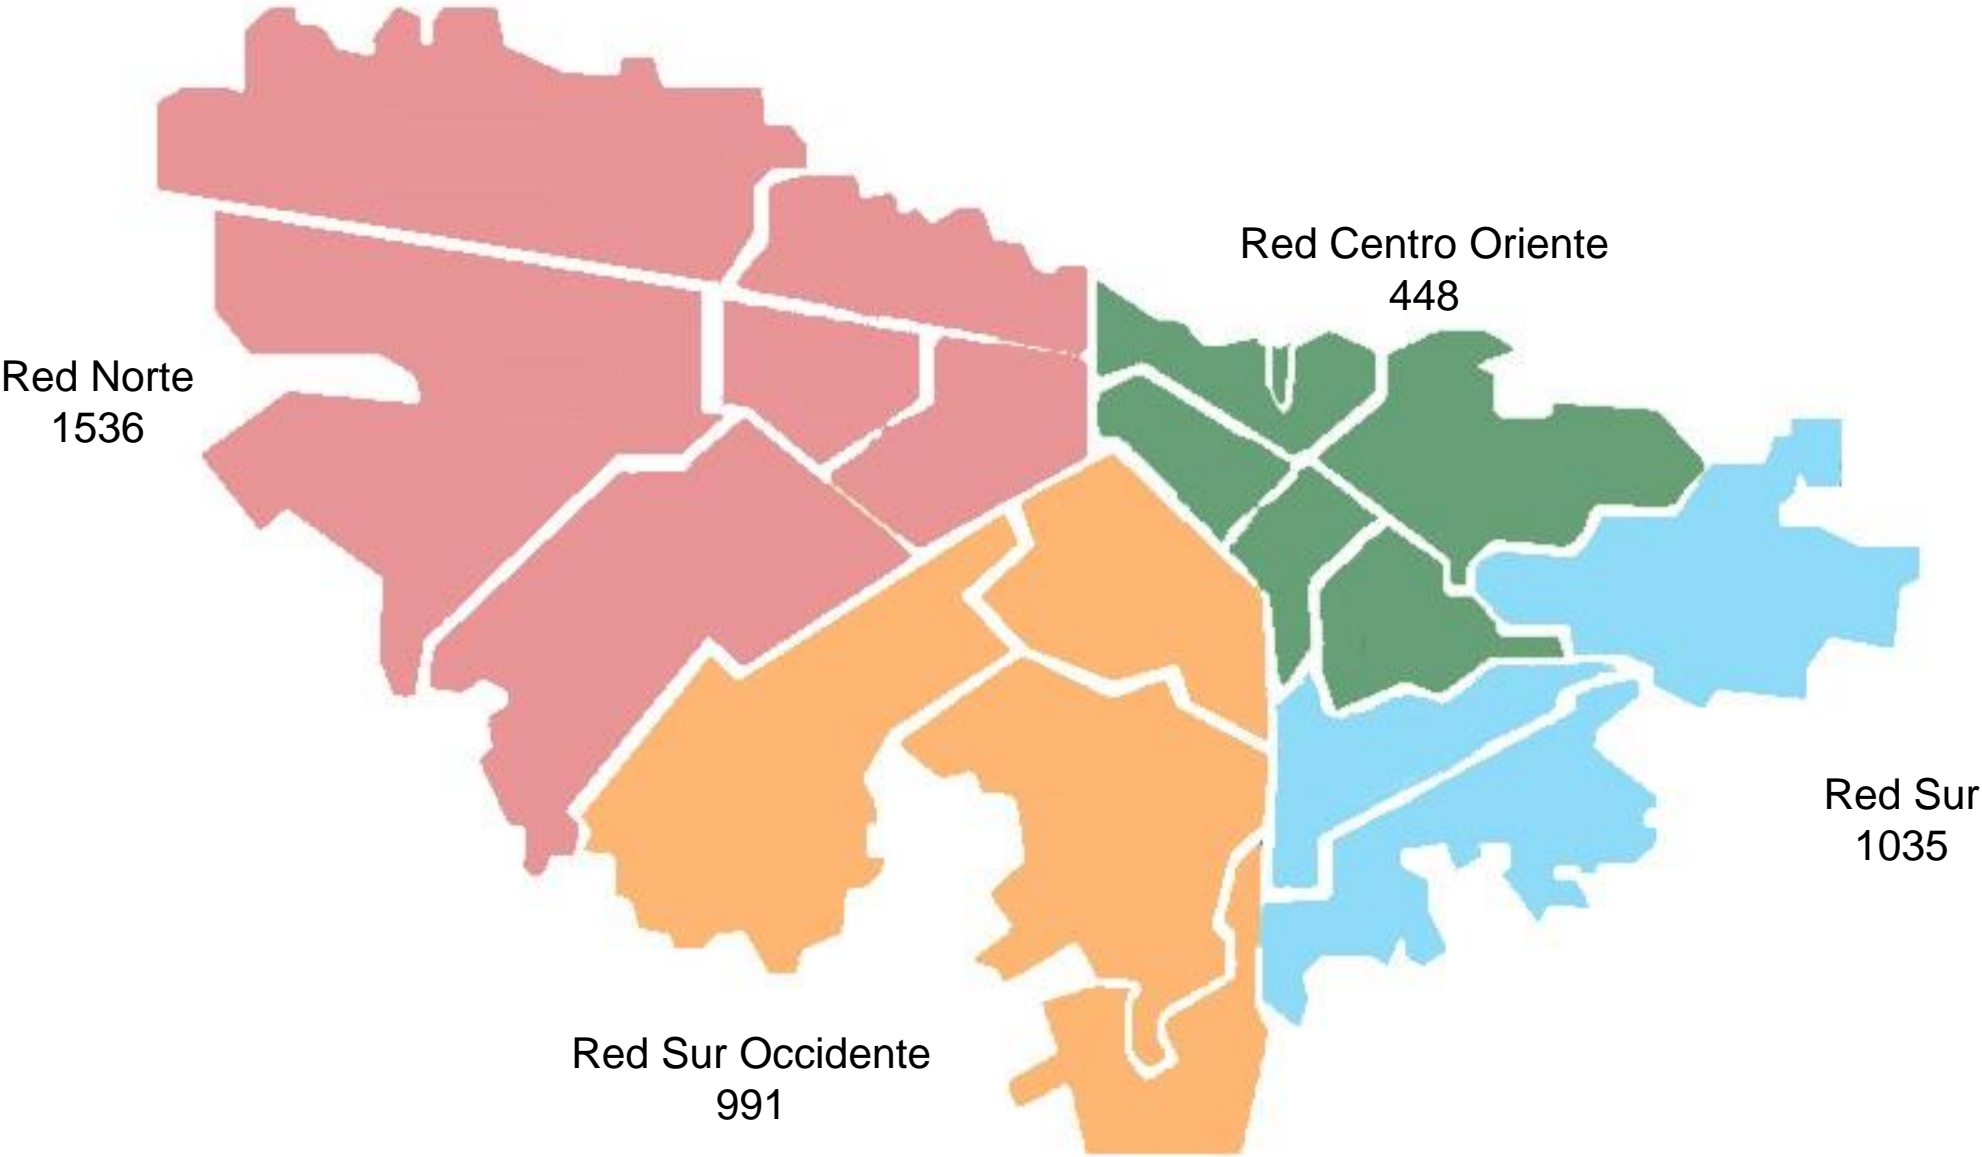 Red Centro Oriente
448
Red Norte
1536
Red Sur
1035
Red Sur Occidente
991